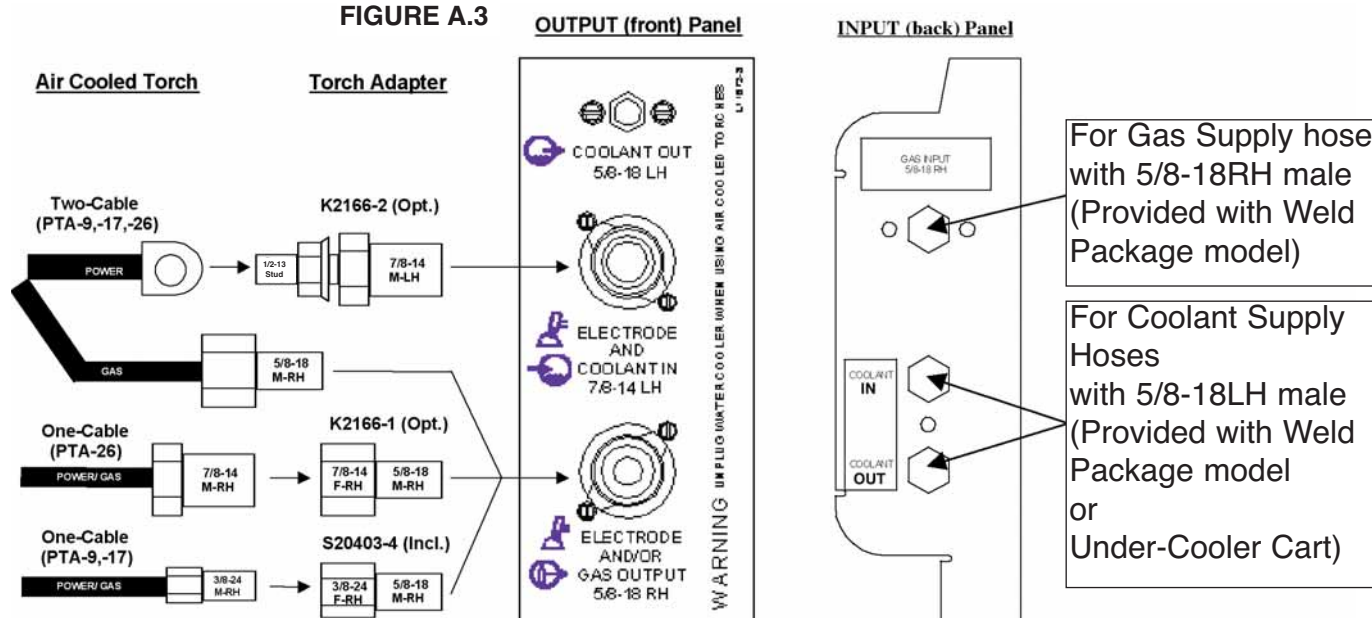 FIGURE A.3
OUTPUT (front) Panel
INPUT (back) Panel
Air Cooled Torch
Torch Adapter
Two-Cable
(PTA-9,-17,-26)
POWER
GAS
5/8-18
M-RH
K2166-2 (Opt.)
1/2-13
Stud
7/8-14
M-LH
One-Cable
(PTA-26)
POWER/ GAS
7/8-14
M-RH
K2166-1 (Opt.)
7/8-14
F-RH
5/8-18
M-RH
One-Cable
(PTA-9,-17)
POWER/ GAS
3/8-24
M-RH
S20403-4 (Incl.)
3/8-24
F-RH
5/8-18
M-RH
COOLANT OUT
5/8-18 LH
ELECTRODE
AND
COOLANT IN
7/8-14 LH
ELECTRODE
AND/OR
GAS OUTPUT
5/8-18 RH
WARNING UNPLUG WATER COOLER WHEN USING AIR COOLED TORCHES
GAS INPUT
5/8-18 RH
COOLANT
IN
COOLANT
OUT
For Gas Supply hose
with 5/8-18RH male
(Provided with Weld
Package model)
For Coolant Supply
Hoses
with 5/8-18LH male
(Provided with Weld
Package model
or
Under-Cooler Cart)